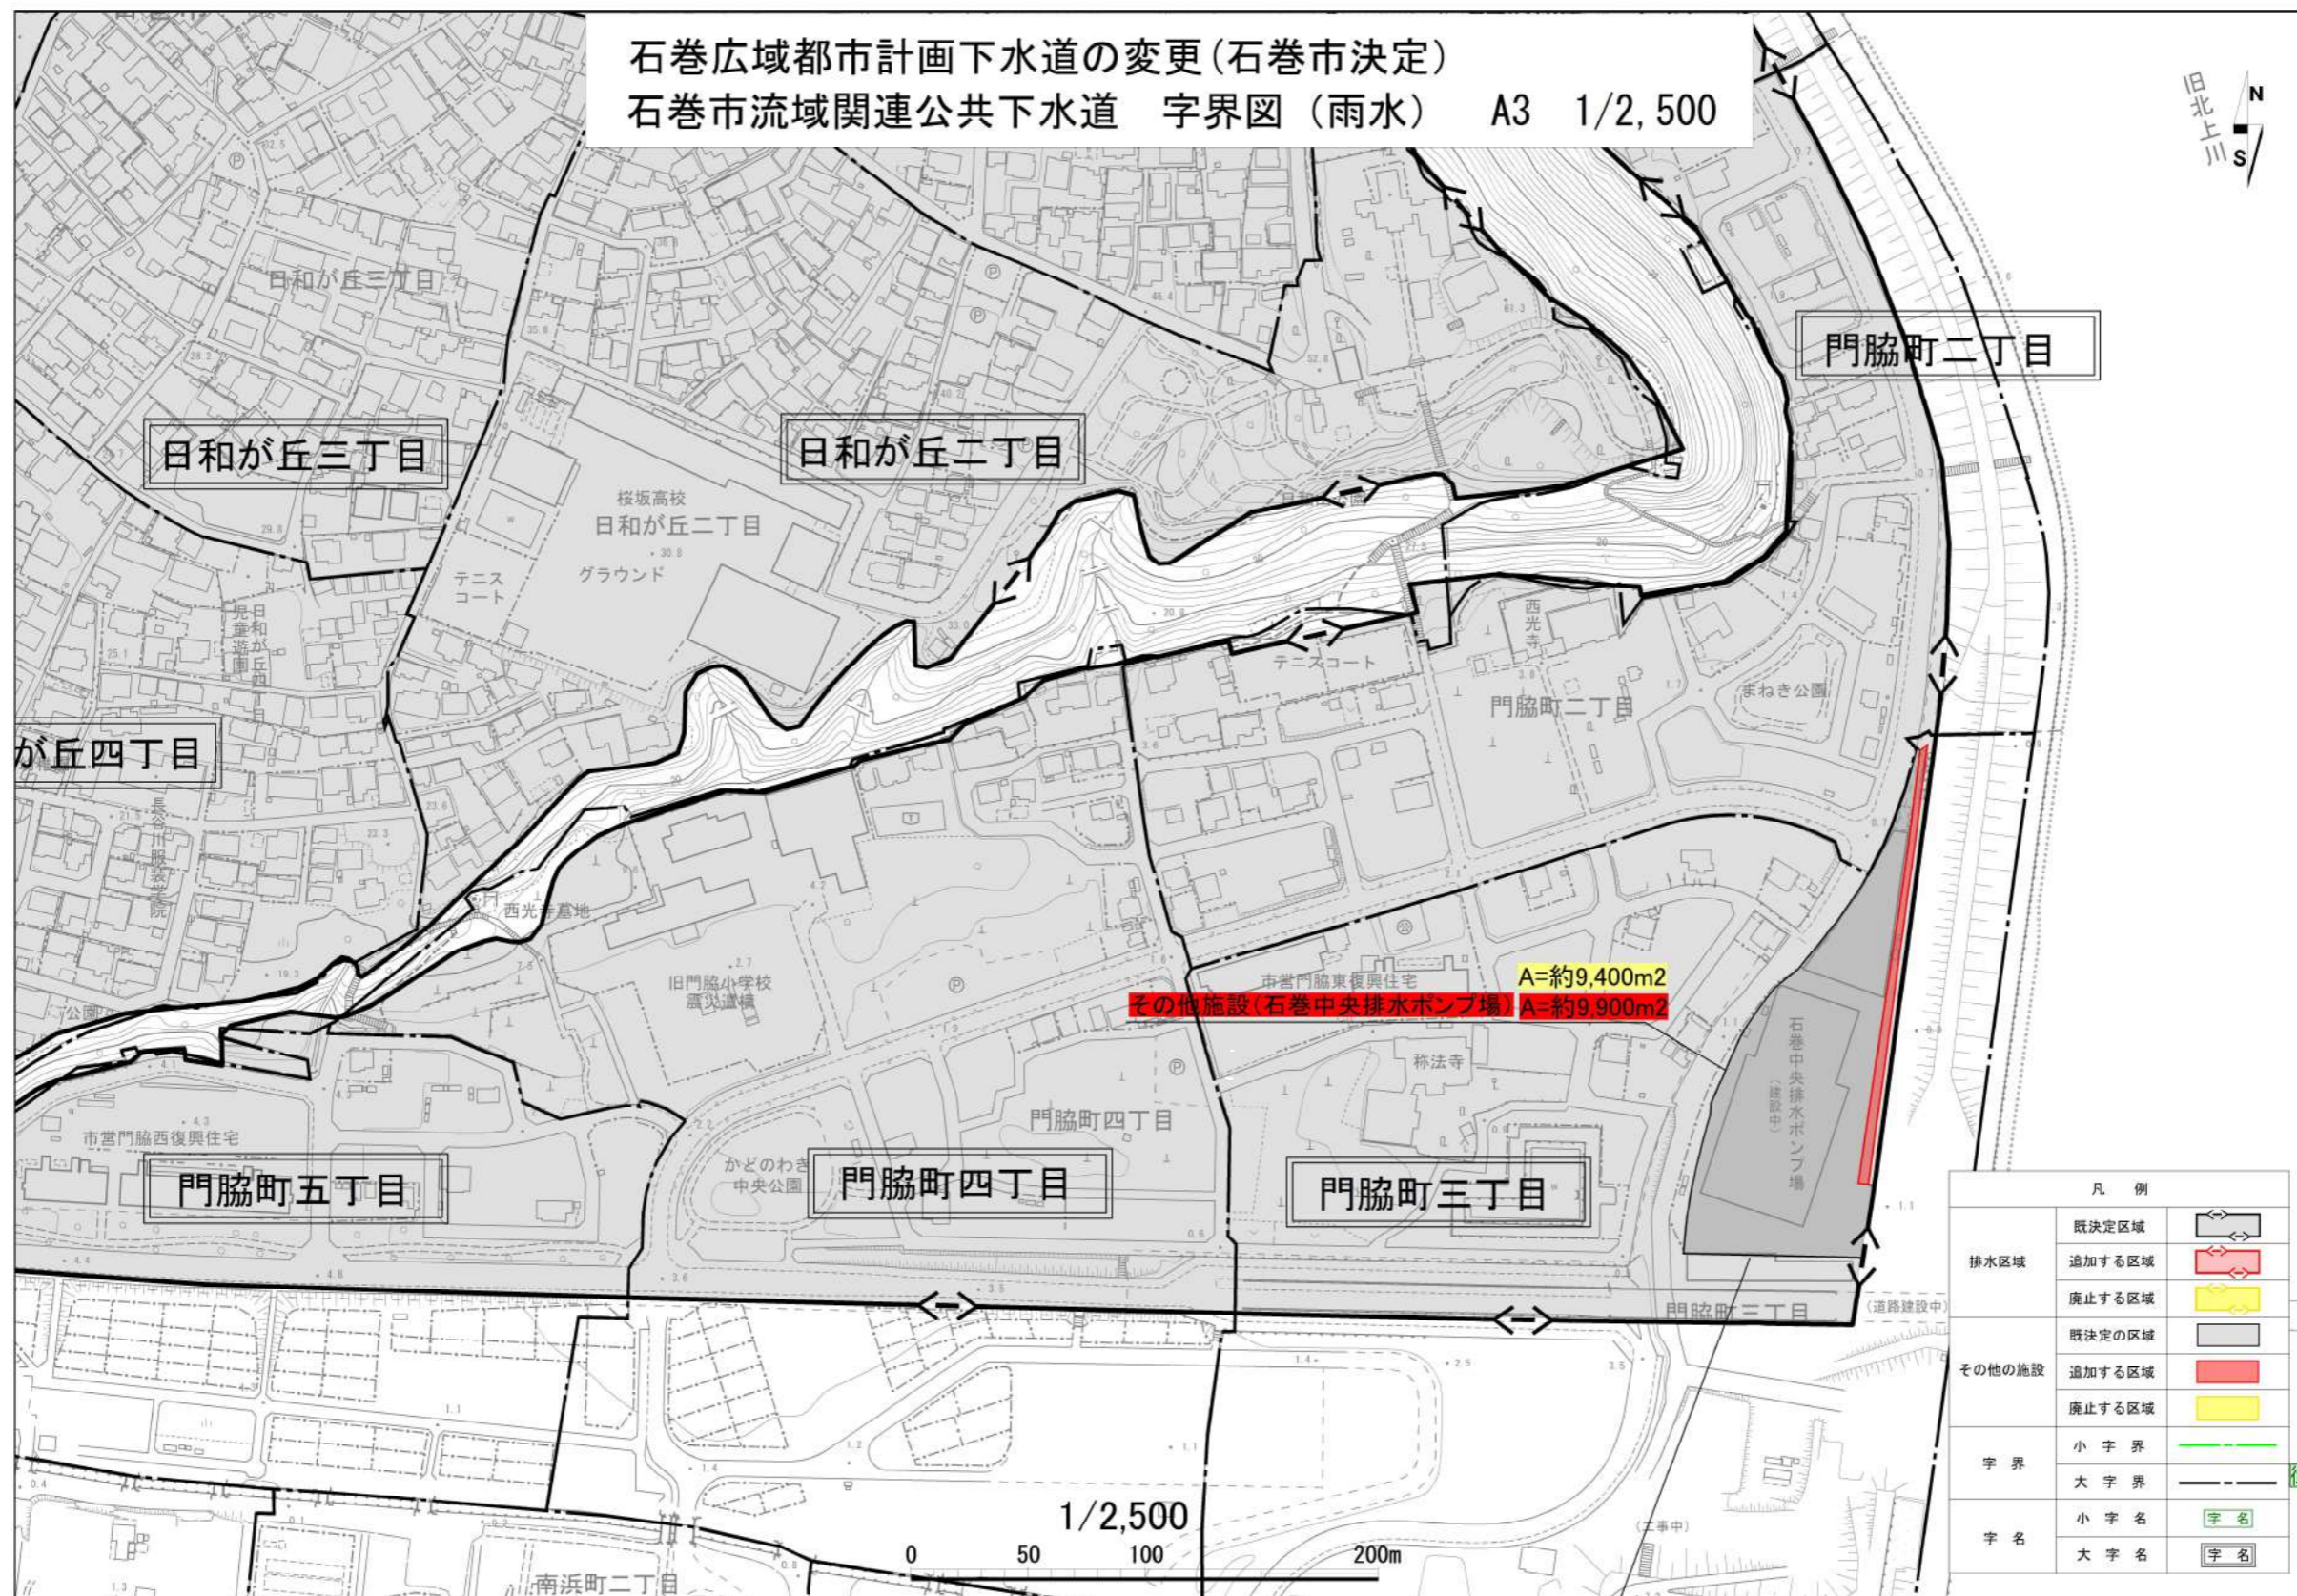 石巻広域都市計画下水道の変更(石巻市決定)
石巻市流域関連公共下水道 字界図（雨水） A3 1/2,500
旧北上川
N
S
日和が丘三丁目
門脇町二丁目
日和が丘三丁目
日和が丘二丁目
桜坂高校
日和が丘二丁目
グラウンド
テニス
コート
西光寺
テニスコート
門脇町二丁目
まねき公園
が丘四丁目
長谷川服装学院
西光寺墓地
旧門脇小学校
震災遺構
市営門脇東復興住宅
A=約9,400m2
その他施設(石巻中央排水ポンプ場) A=約9,900m2
石巻中央排水ポンプ場
(建設中)
公園
称法寺
門脇町四丁目
市営門脇西復興住宅
かどのわき
中央公園
門脇町五丁目
門脇町四丁目
門脇町三丁目
門脇町三丁目
(道路建設中)
(工事中)
南浜町二丁目
1/2,500
0 50 100 200m
凡 例
排水区域
既決定区域
追加する区域
廃止する区域
その他の施設
既決定の区域
追加する区域
廃止する区域
字 界
小 字 界
大 字 界
字 名
小 字 名 字 名
大 字 名 字 名